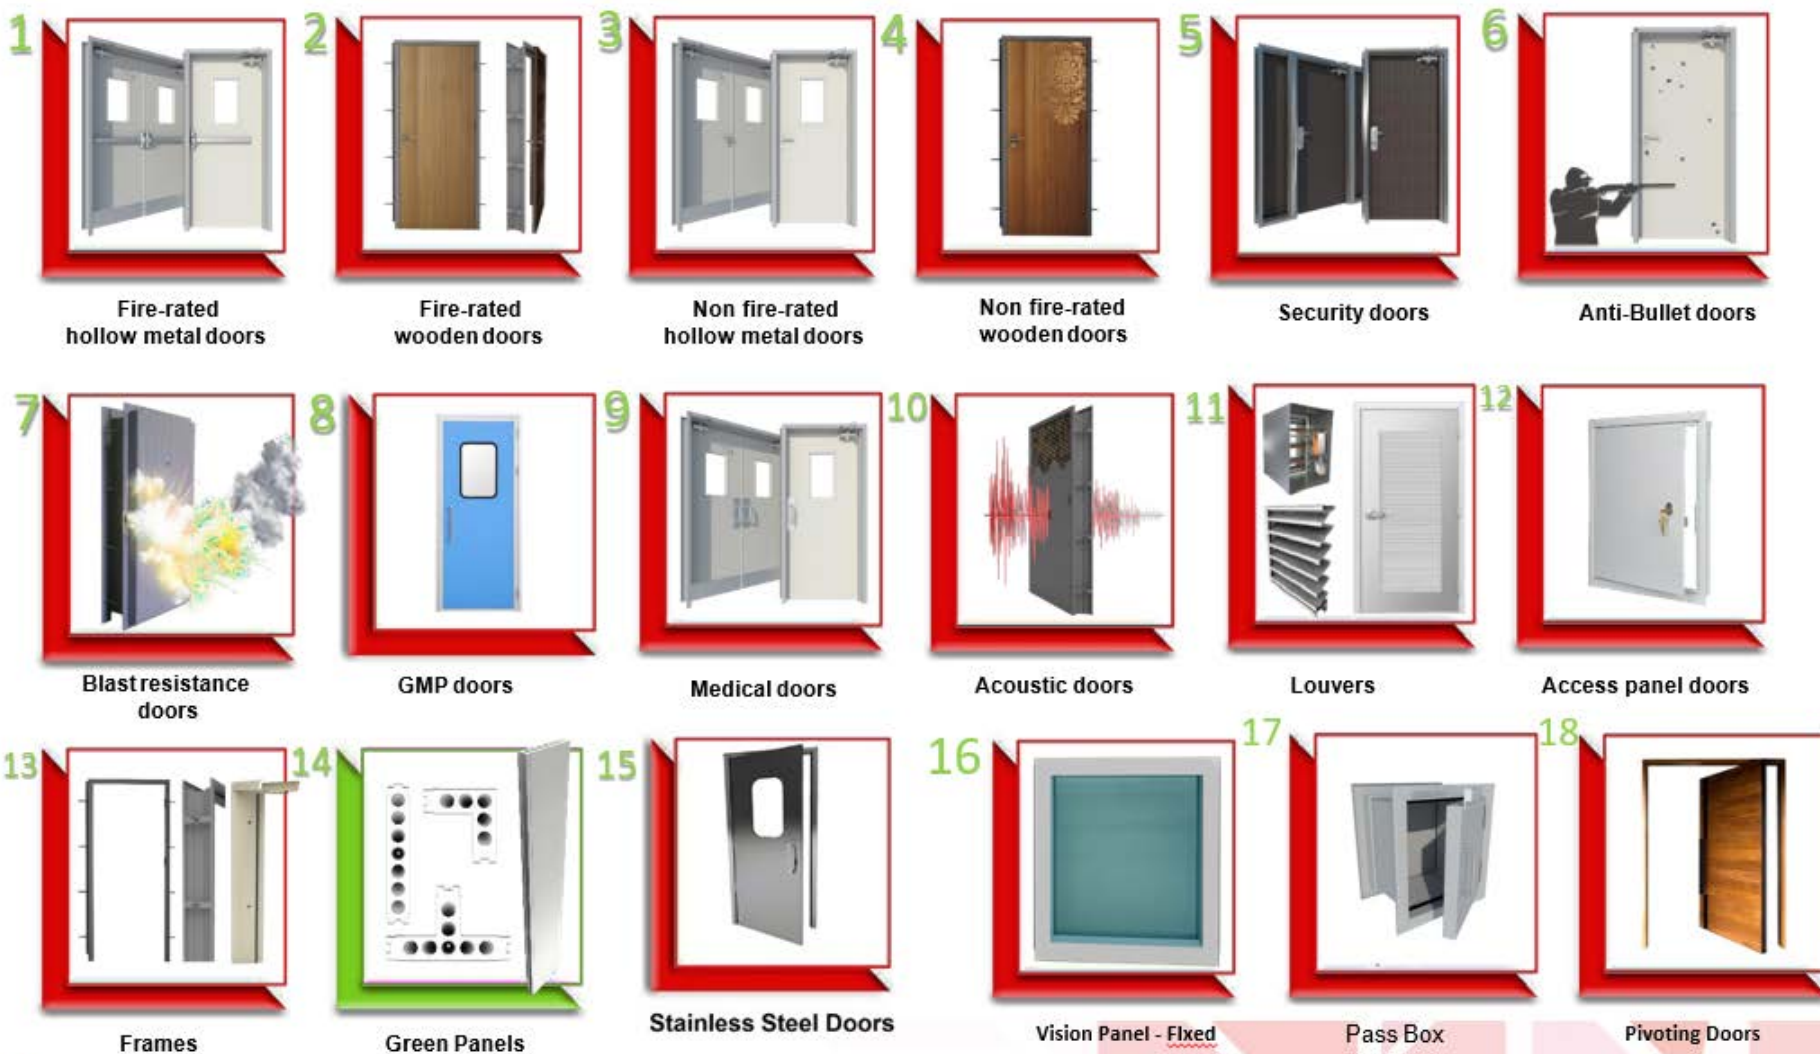 1
2
3
4
5
6
Fire-rated
hollow metal doors
Fire-rated
wooden doors
Non fire-rated
hollow metal doors
Non fire-rated
wooden doors
Security doors
Anti-Bullet doors
7
8
9
10
11
12
Blast resistance
doors
GMP doors
Medical doors
Acoustic doors
Louvers
Access panel doors
13
14
15
16
17
18
Frames
Green Panels
Stainless Steel Doors
Vision Panel - FIxed
Pass Box
Pivoting Doors